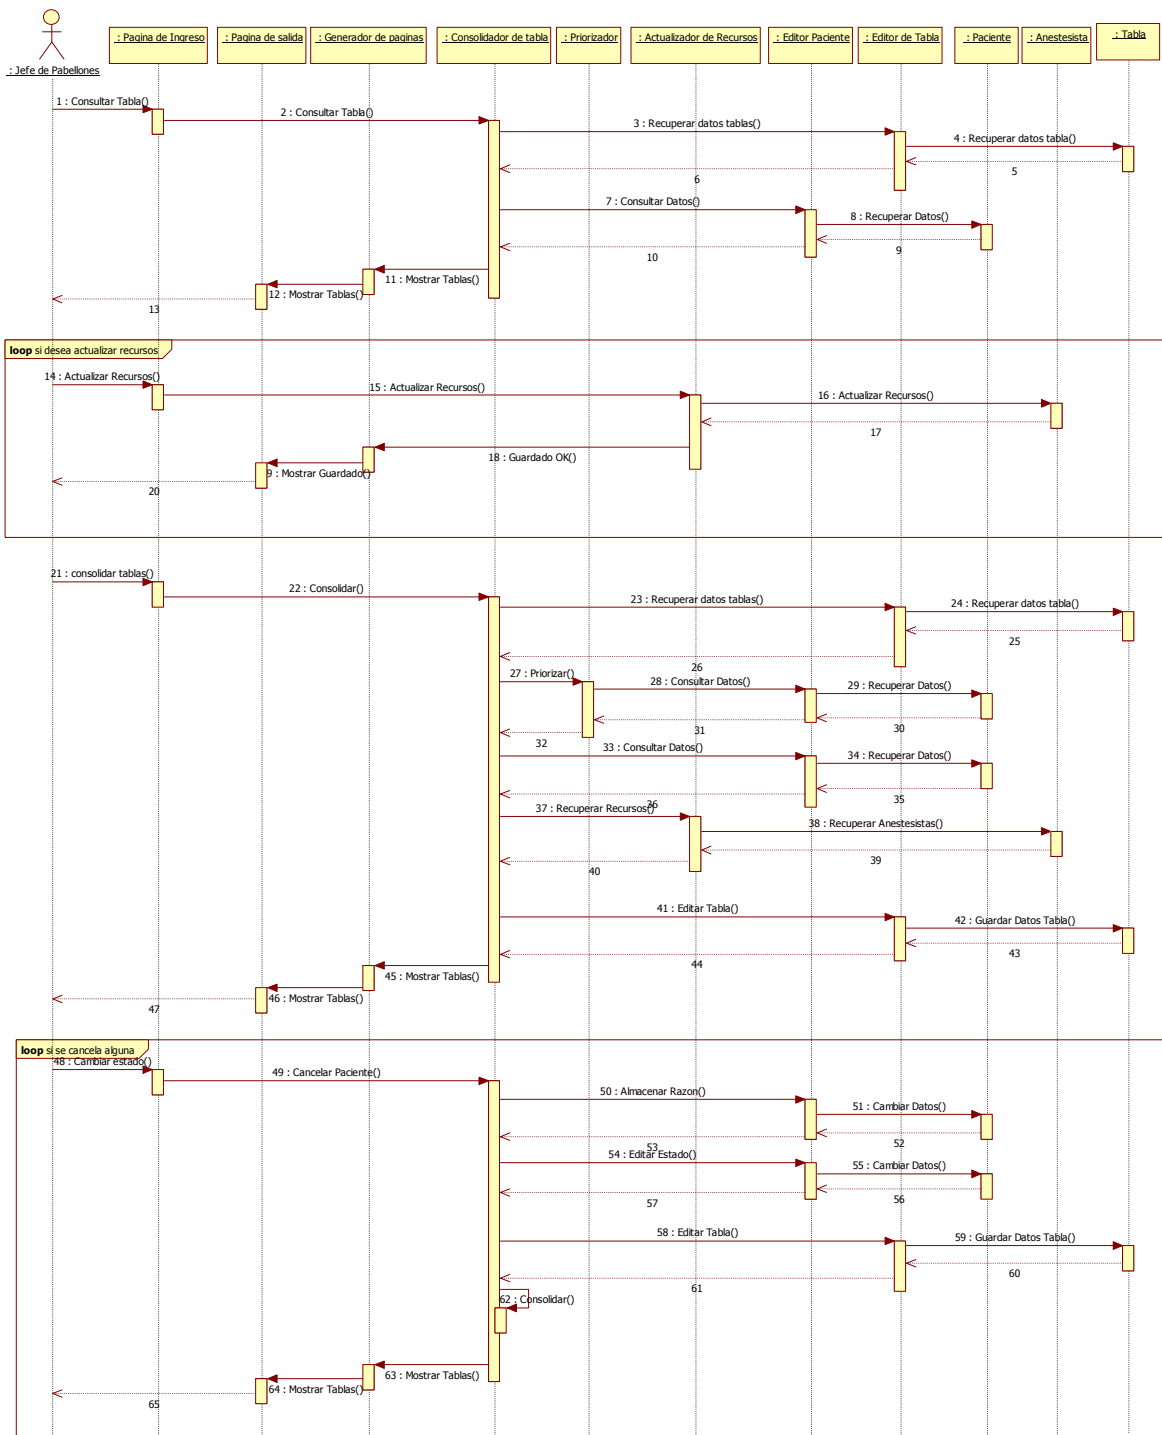 : Pagina de Ingreso
: Pagina de salida
: Generador de paginas
: Consolidador de tabla
: Priorizador
: Actualizador de Recursos
: Editor Paciente
: Editor de Tabla
: Paciente
: Anestesista
: Tabla
: Jefe de Pabellones
1 : Consultar Tabla()
2 : Consultar Tabla()
3 : Recuperar datos tablas()
4 : Recuperar datos tabla()
5
6
7 : Consultar Datos()
8 : Recuperar Datos()
9
10
11 : Mostrar Tablas()
12 : Mostrar Tablas()
13
loop si desea actualizar recursos
14 : Actualizar Recursos()
15 : Actualizar Recursos()
16 : Actualizar Recursos()
17
18 : Guardado OK()
9 : Mostrar Guardado()
20
21 : consolidar tablas()
22 : Consolidar()
23 : Recuperar datos tablas()
24 : Recuperar datos tabla()
25
26
27 : Priorizar()
28 : Consultar Datos()
29 : Recuperar Datos()
30
31
32
33 : Consultar Datos()
34 : Recuperar Datos()
35
36
37 : Recuperar Recursos()
38 : Recuperar Anestesistas()
39
40
41 : Editar Tabla()
42 : Guardar Datos Tabla()
43
44
45 : Mostrar Tablas()
46 : Mostrar Tablas()
47
loop si se cancela alguna
48 : Cambiar estado()
49 : Cancelar Paciente()
50 : Almacenar Razon()
51 : Cambiar Datos()
52
53
54 : Editar Estado()
55 : Cambiar Datos()
56
57
58 : Editar Tabla()
59 : Guardar Datos Tabla()
60
61
62 : Consolidar()
63 : Mostrar Tablas()
64 : Mostrar Tablas()
65